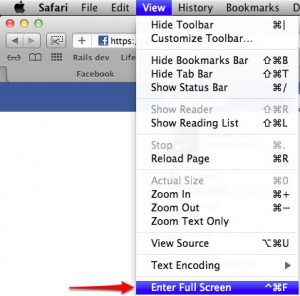 Safari File Edit View History Bookmarks
https:
Rails dev Learning
Facebook
Hide Toolbar ⌘|
Customize Toolbar...
Hide Bookmarks Bar ⇧⌘B
Hide Tab Bar ⇧⌘T
Show Status Bar ⌘/
Show Reader ⇧⌘R
Show Reading List ⇧⌘L
Stop ⌘.
Reload Page ⌘R
Actual Size ⌘0
Zoom In ⌘+
Zoom Out ⌘−
Zoom Text Only
View Source ⌥⌘U
Text Encoding ▶
Enter Full Screen ^⌘F